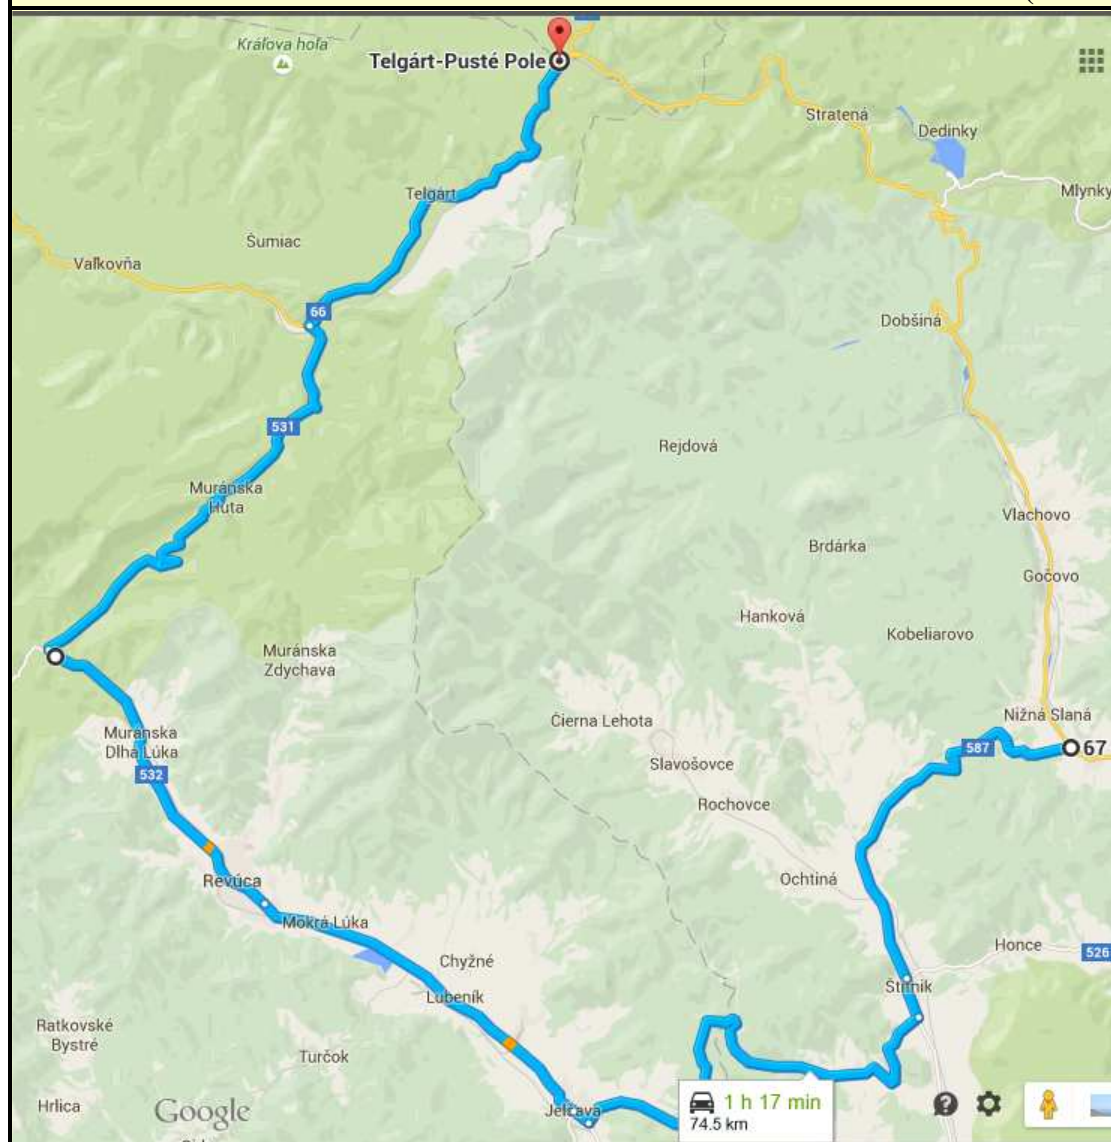 Kráľova hoľa
Telgárt-Pusté Pole
Stratená
Dedinky
Mlynky
Telgárt
Šumiac
Vaľkovňa
66
Dobšiná
531
Rejdová
Muránska
Huta
Vlachovo
Brdárka
Gočovo
Hanková
Kobeliarovo
Muránska
Zdychava
Nižná Slaná
Čierna Lehota
Muránska
Dlhá Lúka
587
67
Slavošovce
532
Rochovce
Revúca
Ochtiná
Mokrá Lúka
Honce
526
Chyžné
Štítnik
Lubeník
Ratkovské
Bystré
Turčok
Hrlica
Google
Jelšava
1 h 17 min
74.5 km